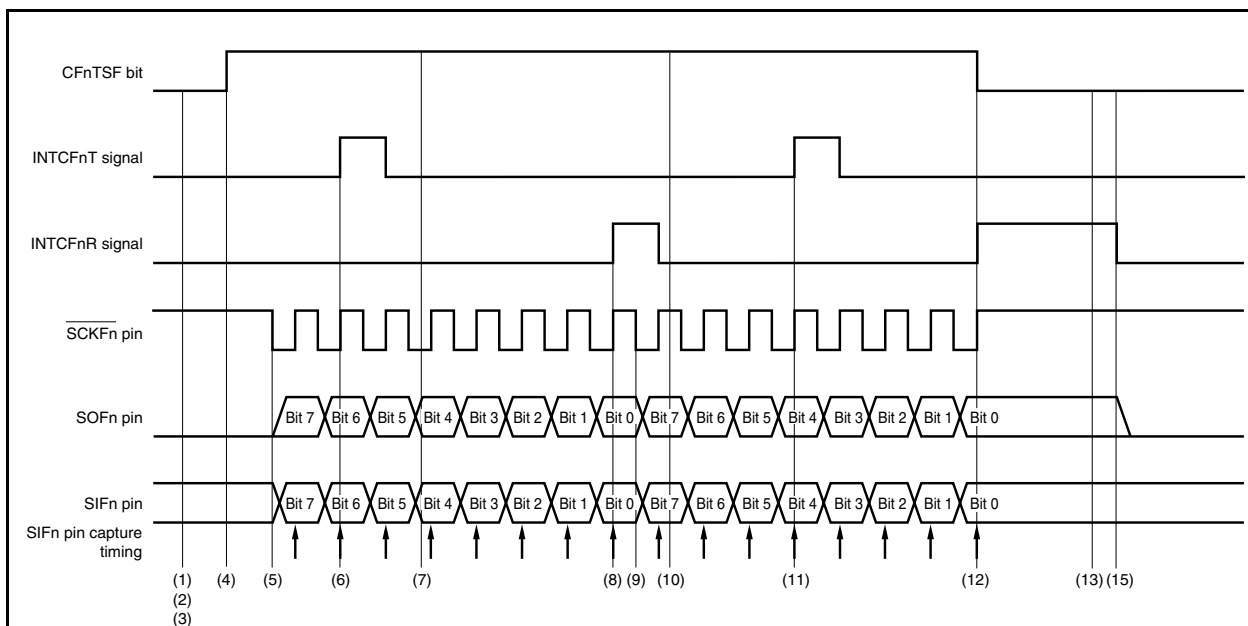 CFnTSF bit
INTCFnT signal
INTCFnR signal
SCKFn pin
SOFn pin
Bit 7 Bit 6 Bit 5 Bit 4 Bit 3 Bit 2 Bit 1 Bit 0 Bit 7 Bit 6 Bit 5 Bit 4 Bit 3 Bit 2 Bit 1 Bit 0
SIFn pin
Bit 7 Bit 6 Bit 5 Bit 4 Bit 3 Bit 2 Bit 1 Bit 0 Bit 7 Bit 6 Bit 5 Bit 4 Bit 3 Bit 2 Bit 1 Bit 0
SIFn pin capture
timing
(1) (4) (5) (6) (7) (8) (9) (10) (11) (12) (13) (15)
(2)
(3)